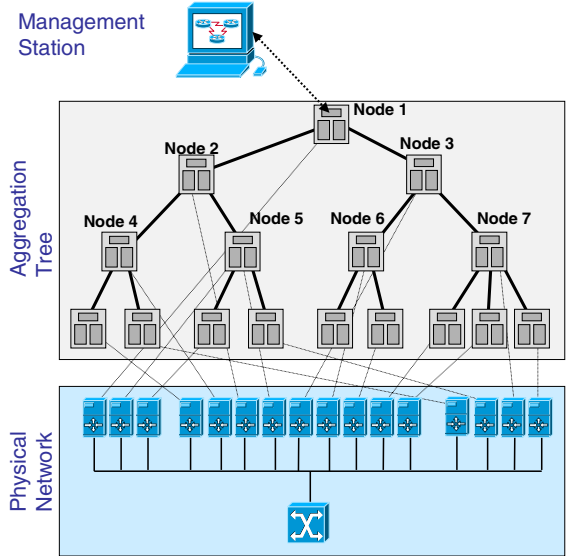 Management
Station
Node 1
Node 2
Node 3
Node 4
Node 5
Node 6
Node 7
Aggregation
Tree
Physical
Network